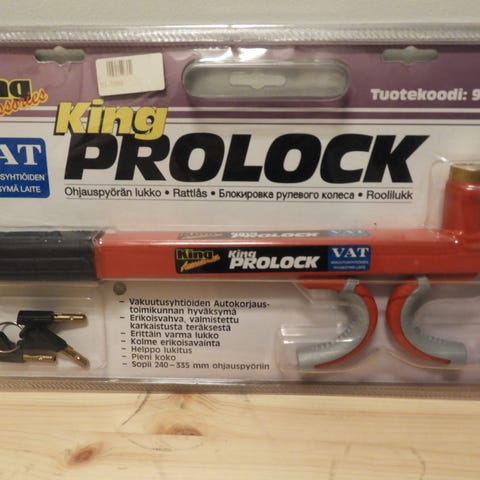 King
PROLOCK
Tuotekoodi: 9
Ohjauspyörän lukko • Rattlås • Блокировка рулевого колеса • Roolilukk
VAT
King
King
PROLOCK
VAT
- Vakuutusyhtiöiden Autokorjaus-
toimikunnan hyväksymä
- Erikoisvahva, valmistettu
karkaistusta teräksestä
- Erittäin varma lukko
- Kolme erikoisavainta
- Helppo lukitus
- Pieni koko
- Sopii 240–335 mm ohjauspyöriin